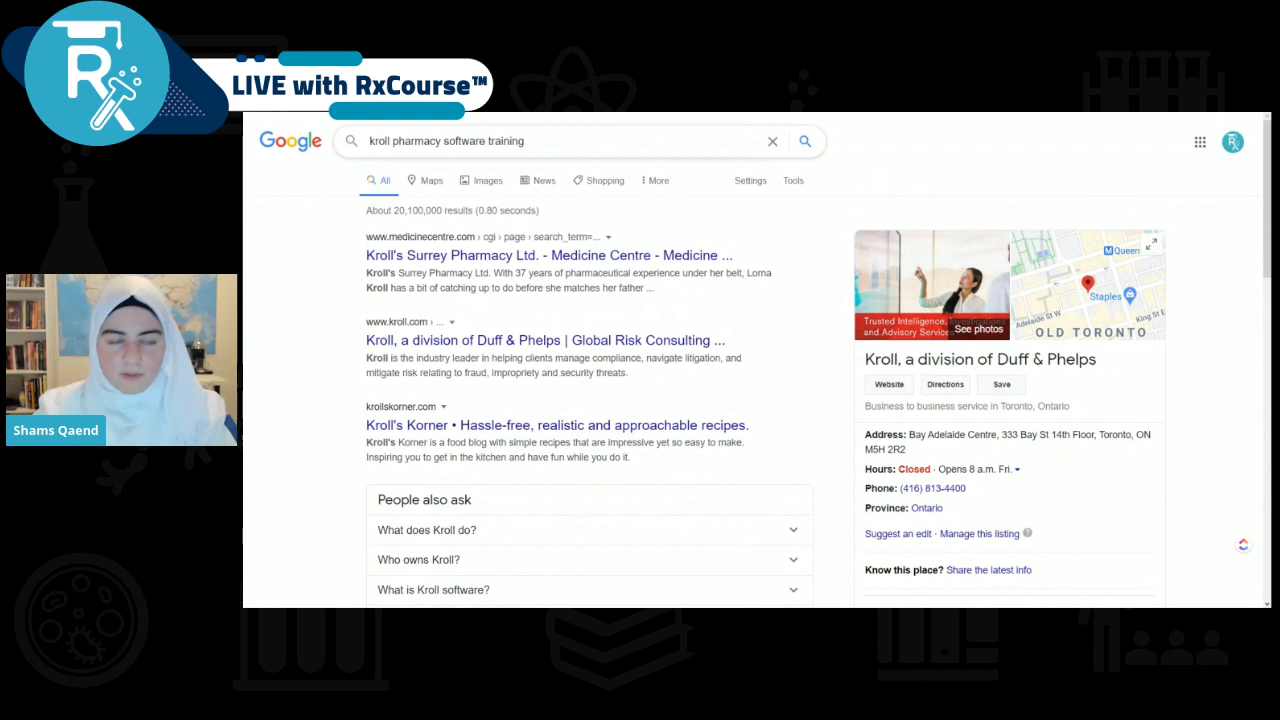 LIVE with RxCourse™
Rx
Google
kroll pharmacy software training
All
Maps
Images
News
Shopping
More
Settings
Tools
About 20,100,000 results (0.80 seconds)
www.medicinecentre.com › cgi › page › search_term=...
Kroll's Surrey Pharmacy Ltd. - Medicine Centre - Medicine ...
Kroll's Surrey Pharmacy Ltd. With 37 years of pharmaceutical experience under her belt, Lorna
Kroll has a bit of catching up to do before she matches her father ...
www.kroll.com › ...
Kroll, a division of Duff & Phelps | Global Risk Consulting ...
Kroll is the industry leader in helping clients manage compliance, navigate litigation, and
mitigate risk relating to fraud, impropriety and security threats.
krollskorner.com
Kroll's Korner • Hassle-free, realistic and approachable recipes.
Kroll's Korner is a food blog with simple recipes that are impressive yet so easy to make.
Inspiring you to get in the kitchen and have fun while you do it.
People also ask
What does Kroll do?
Who owns Kroll?
What is Kroll software?
Trusted Intelligence,
and Advisory Service
See photos
Queen
Staples
Adelaide St W
King St E
OLD TORONTO
Kroll, a division of Duff & Phelps
Website
Directions
Save
Business to business service in Toronto, Ontario
Address: Bay Adelaide Centre, 333 Bay St 14th Floor, Toronto, ON
M5H 2R2
Hours: Closed · Opens 8 a.m. Fri.
Phone: (416) 813-4400
Province: Ontario
Suggest an edit · Manage this listing
Know this place? Share the latest info
Shams Qaend